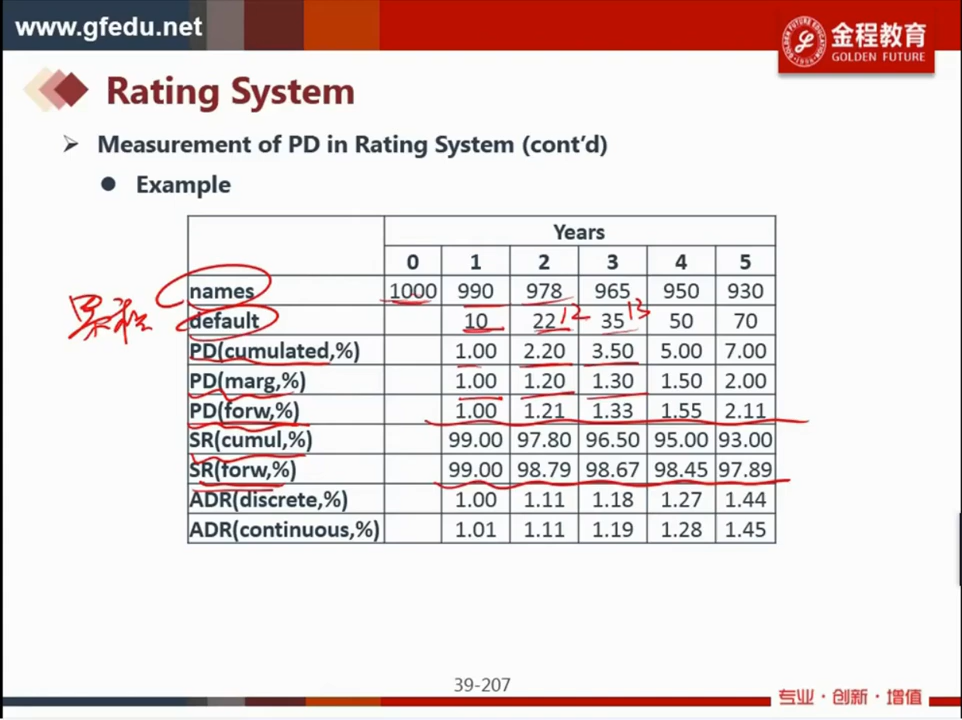 www.gfedu.net
金程教育
GOLDEN FUTURE
Rating System
Measurement of PD in Rating System (cont'd)
Example
Years
0 1 2 3 4 5
names 1000 990 978 965 950 930
default 10 22 12 35 13 50 70
累积
PD(cumulated,%) 1.00 2.20 3.50 5.00 7.00
PD(marg,%) 1.00 1.20 1.30 1.50 2.00
PD(forw,%) 1.00 1.21 1.33 1.55 2.11
SR(cumul,%) 99.00 97.80 96.50 95.00 93.00
SR(forw,%) 99.00 98.79 98.67 98.45 97.89
ADR(discrete,%) 1.00 1.11 1.18 1.27 1.44
ADR(continuous,%) 1.01 1.11 1.19 1.28 1.45
39-207
专业·创新·增值